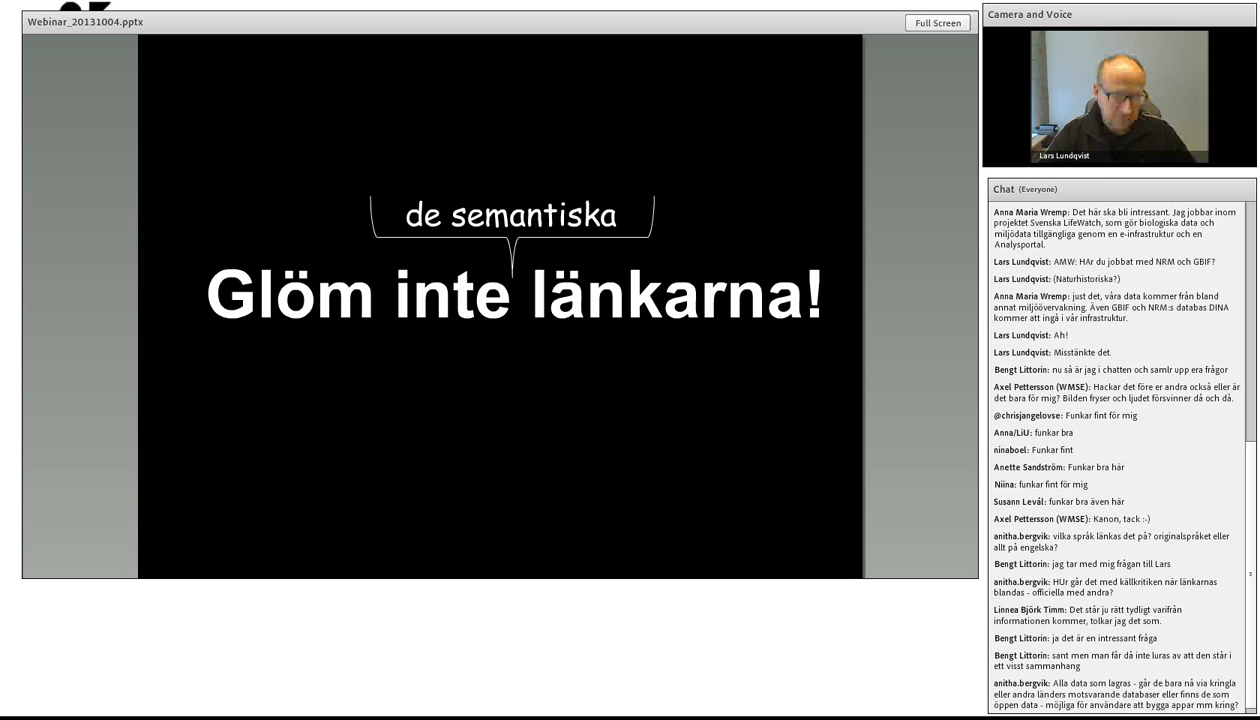 Webinar_20131004.pptx
Full Screen
de semantiska
Glöm inte länkarna!
Camera and Voice
Lars Lundqvist
Chat (Everyone)
Anna Maria Wremp: Det här ska bli intressant. Jag jobbar inom
projektet Svenska LifeWatch, som gör biologiska data och
miljödata tillgängliga genom en e-infrastruktur och en
Analysportal.
Lars Lundqvist: AMW: HAr du jobbat med NRM och GBIF?
Lars Lundqvist: (Naturhistoriska?)
Anna Maria Wremp: just det, våra data kommer från bland
annat miljöövervakning. Även GBIF och NRM:s databas DINA
kommer att ingå i vår infrastruktur.
Lars Lundqvist: Ah!
Lars Lundqvist: Misstänkte det.
Bengt Littorin: nu så är jag i chatten och samlr upp era frågor
Axel Pettersson (WMSE): Hackar det före er andra också eller är
det bara för mig? Bilden fryser och ljudet försvinner då och då.
@chrisjangelovse: Funkar fint för mig
Anna/LiU: funkar bra
ninaboel: Funkar fint
Anette Sandström: Funkar bra här
Niina: funkar fint för mig
Susann Levál: funkar bra även här
Axel Pettersson (WMSE): Kanon, tack :-)
anitha.bergvik: vilka språk länkas det på? originalspråket eller
allt på engelska?
Bengt Littorin: jag tar med mig frågan till Lars
anitha.bergvik: HUr går det med källkritiken när länkarnas
blandas - officiella med andra?
Linnea Björk Timm: Det står ju rätt tydligt varifrån
informationen kommer, tolkar jag det som.
Bengt Littorin: ja det är en intressant fråga
Bengt Littorin: sant men man får då inte luras av att den står i
ett visst sammanhang
anitha.bergvik: Alla data som lagras - går de bara nå via kringla
eller andra länders motsvarande databaser eller finns de som
öppen data - möjliga för användare att bygga appar mm kring?